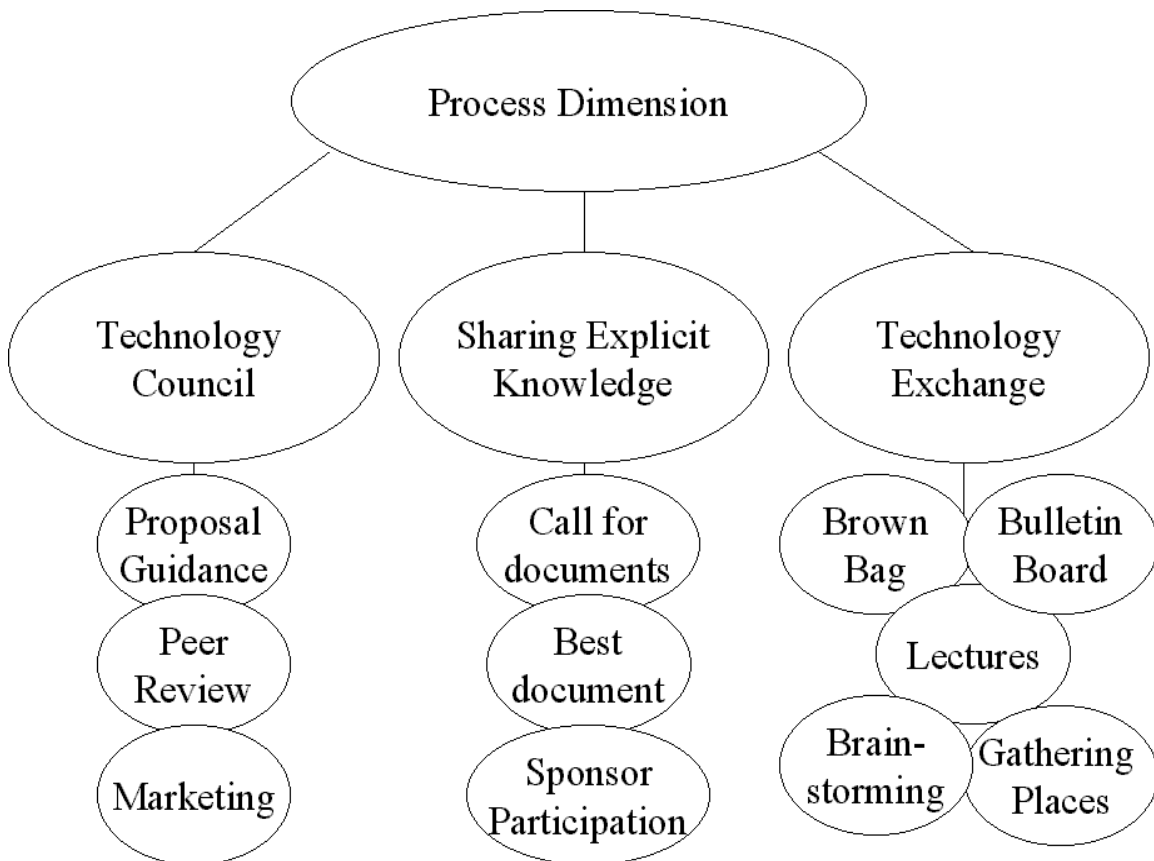 Process Dimension
Technology
Council
Sharing Explicit
Knowledge
Technology
Exchange
Proposal
Guidance
Peer
Review
Marketing
Call for
documents
Best
document
Sponsor
Participation
Brown
Bag
Bulletin
Board
Lectures
Brain-
storming
Gathering
Places